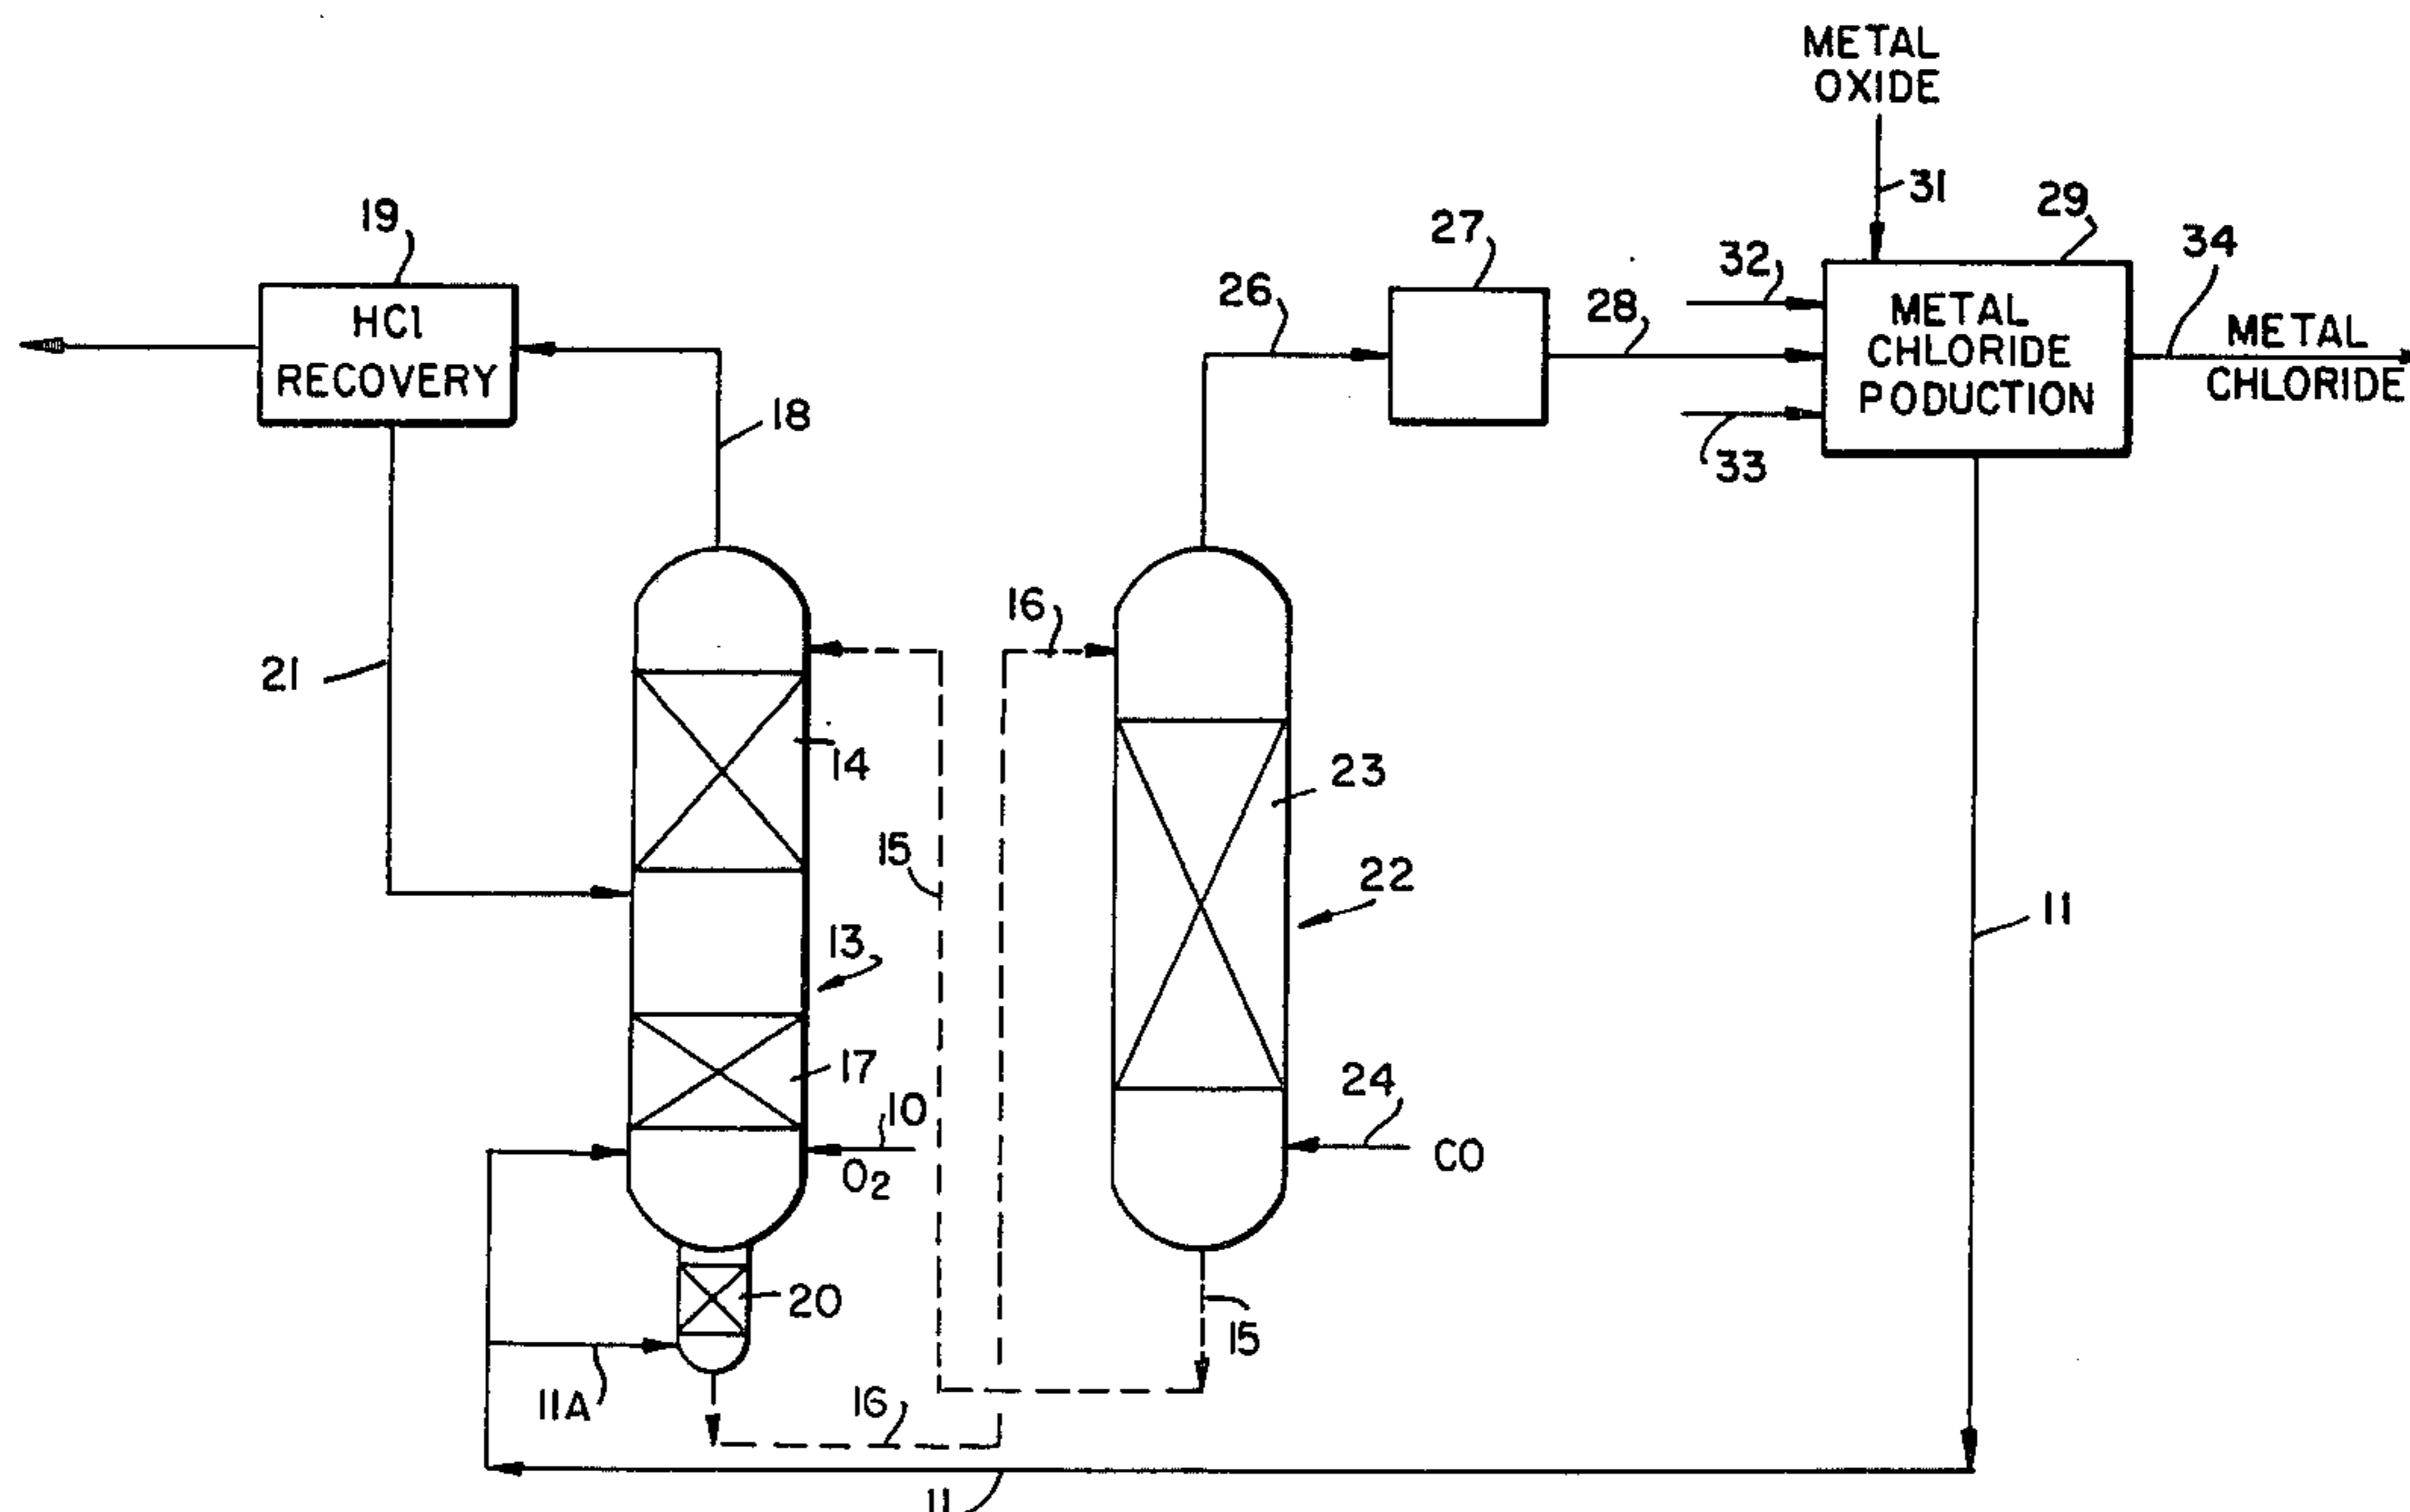 METAL
OXIDE
31
29
34
19
27
32
HCl
RECOVERY
26
28
METAL
CHLORIDE
PODUCTION
METAL
CHLORIDE
18
33
16
21
14
23
15
22
13
11
17
10
24
O2
CO
20
15
11A
16
11